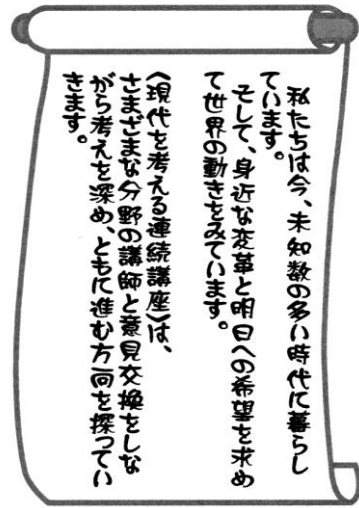 私たちは今、未知数の多い時代に暮らし
ています。
そして、身近な変革と明日への希望を求め
て世界の動きをみています。
〈現代を考える連続講座〉は、
さまざまな分野の講師と意見交換をしな
がら考えを深め、ともに進む方向を探ってい
きます。